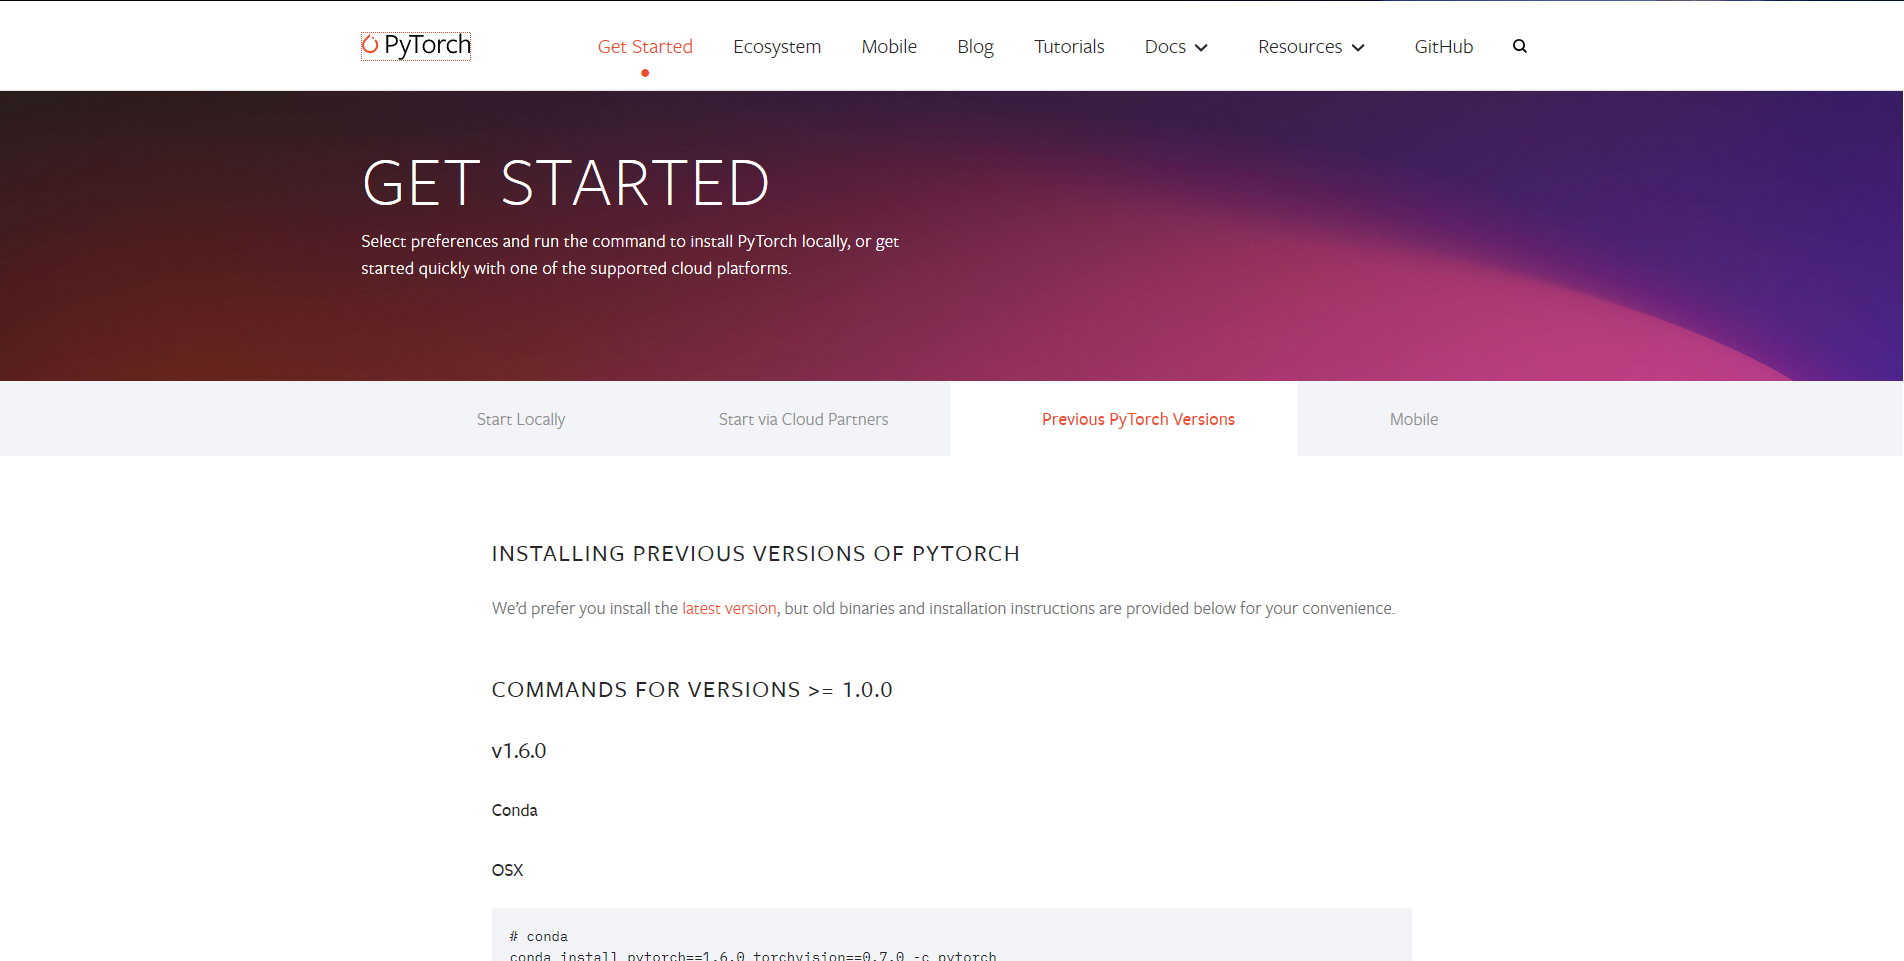 PyTorch
Get Started Ecosystem Mobile Blog Tutorials Docs Resources GitHub
GET STARTED
Select preferences and run the command to install PyTorch locally, or get
started quickly with one of the supported cloud platforms.
Start Locally Start via Cloud Partners Previous PyTorch Versions Mobile
INSTALLING PREVIOUS VERSIONS OF PYTORCH
We’d prefer you install the latest version, but old binaries and installation instructions are provided below for your convenience.
COMMANDS FOR VERSIONS >= 1.0.0
v1.6.0
Conda
OSX
# conda
conda install pytorch==1.6.0 torchvision==0.7.0 -c pytorch